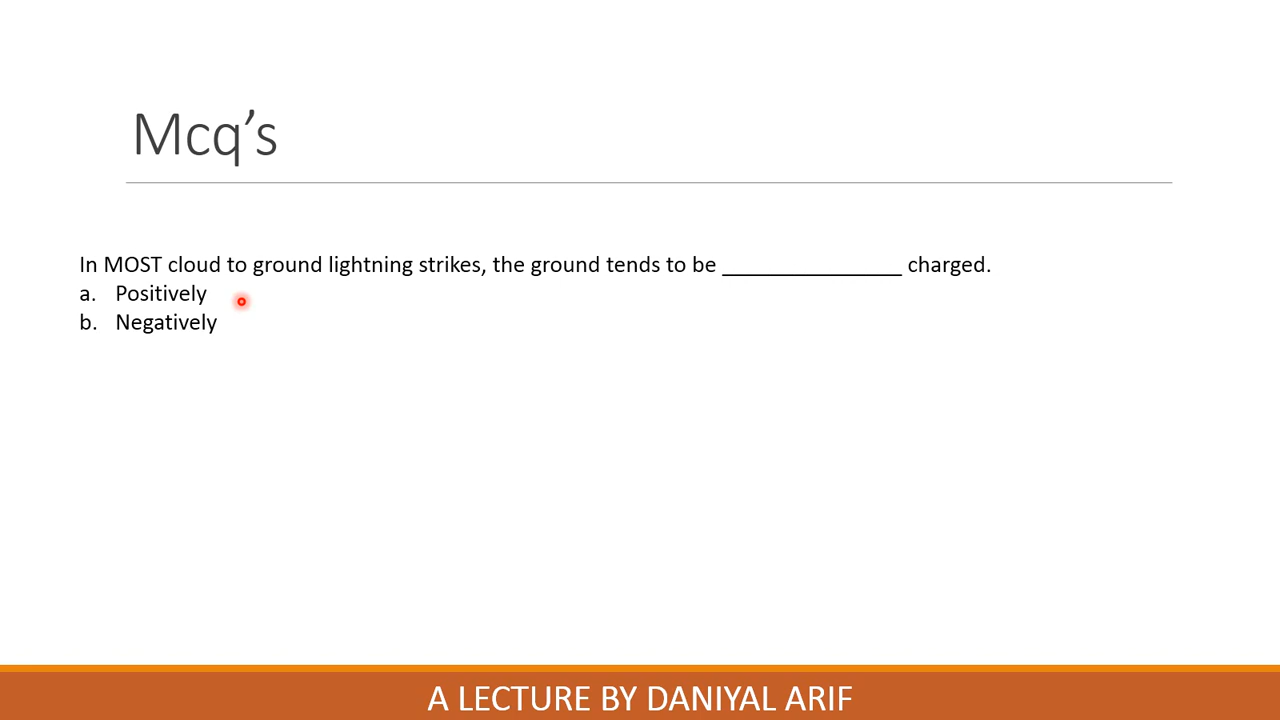 Mcq’s
In MOST cloud to ground lightning strikes, the ground tends to be _______________ charged.
a. Positively
b. Negatively
A LECTURE BY DANIYAL ARIF